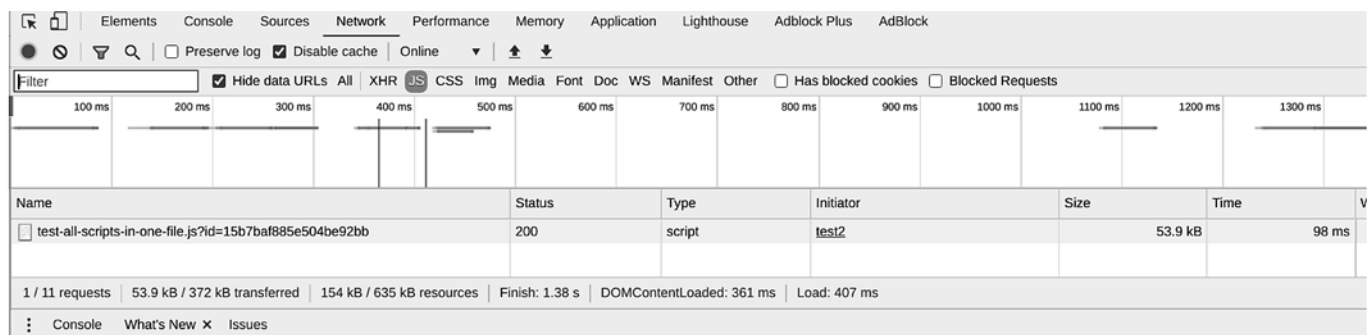 Elements Console Sources Network Performance Memory Application Lighthouse Adblock Plus AdBlock
Preserve log Disable cache Online
Filter Hide data URLs All XHR JS CSS Img Media Font Doc WS Manifest Other Has blocked cookies Blocked Requests
100 ms 200 ms 300 ms 400 ms 500 ms 600 ms 700 ms 800 ms 900 ms 1000 ms 1100 ms 1200 ms 1300 ms
Name Status Type Initiator Size Time
test-all-scripts-in-one-file.js?id=15b7baf885e504be92bb 200 script test2 53.9 kB 98 ms
1 / 11 requests 53.9 kB / 372 kB transferred 154 kB / 635 kB resources Finish: 1.38 s DOMContentLoaded: 361 ms Load: 407 ms
Console What's New × Issues